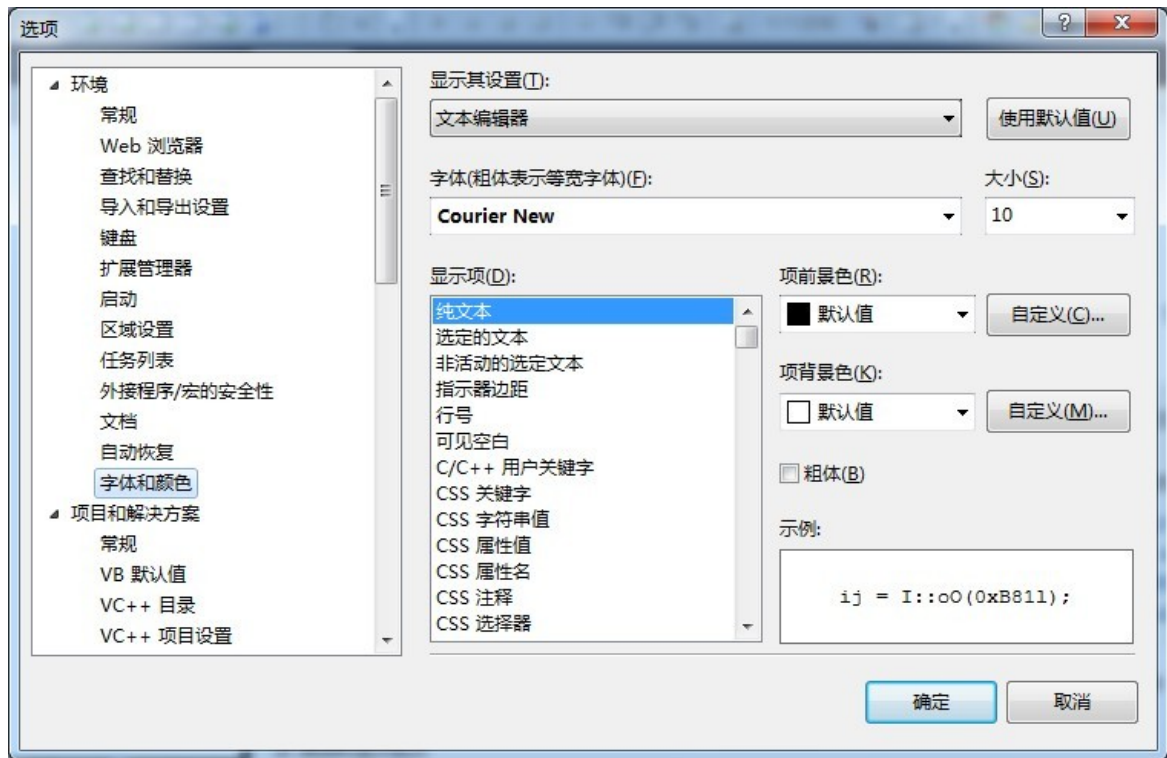 选项
环境
常规
Web 浏览器
查找和替换
导入和导出设置
键盘
扩展管理器
启动
区域设置
任务列表
外接程序/宏的安全性
文档
自动恢复
字体和颜色
项目和解决方案
常规
VB 默认值
VC++ 目录
VC++ 项目设置
显示其设置(T):
文本编辑器
使用默认值(U)
字体(粗体表示等宽字体)(F):
大小(S):
Courier New
10
显示项(D):
纯文本
选定的文本
非活动的选定文本
指示器边距
行号
可见空白
C/C++ 用户关键字
CSS 关键字
CSS 字符串值
CSS 属性值
CSS 属性名
CSS 注释
CSS 选择器
项前景色(R):
默认值
自定义(C)...
项背景色(K):
默认值
自定义(M)...
粗体(B)
示例:
ij = I::oO(0xB81l);
确定
取消